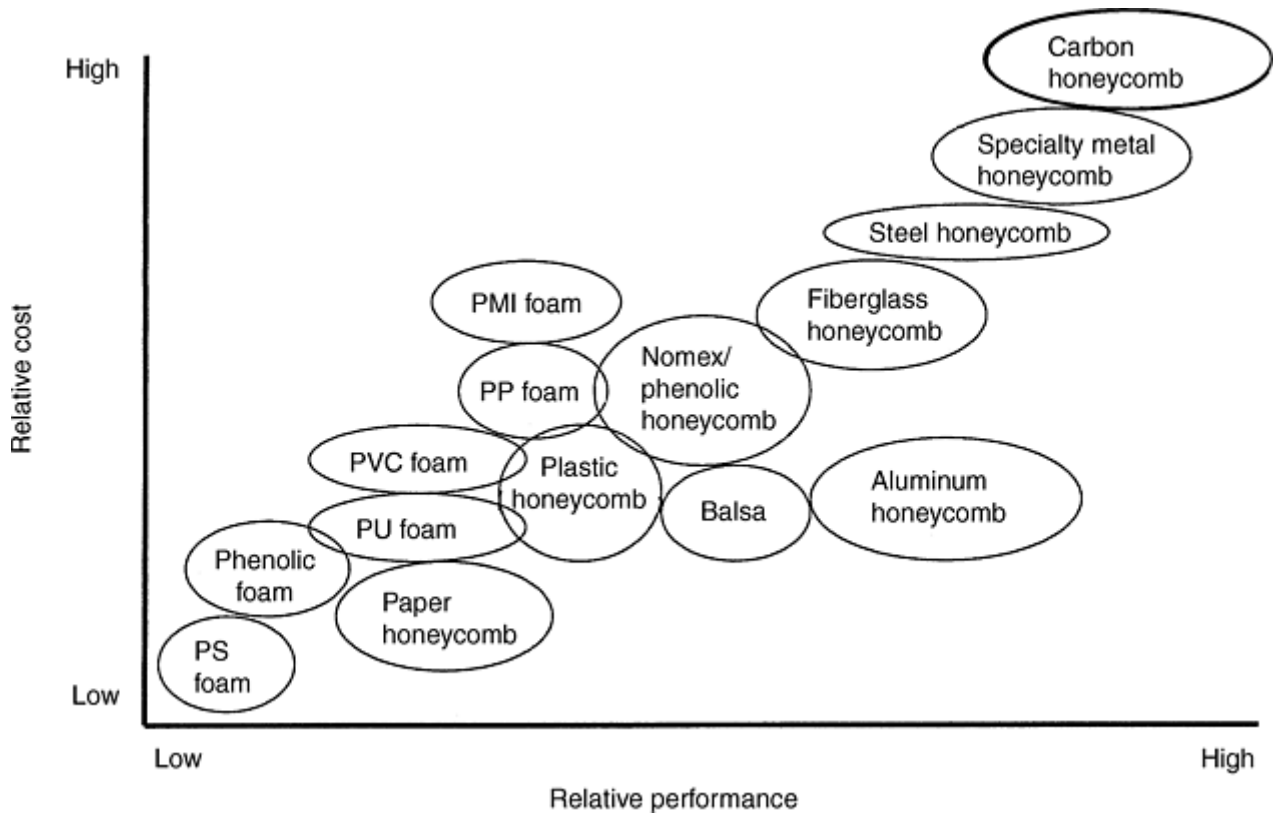 High
Carbon
honeycomb
Specialty metal
honeycomb
Steel honeycomb
PMI foam
Fiberglass
honeycomb
Relative cost
PP foam
Nomex/
phenolic
honeycomb
PVC foam
Plastic
honeycomb
Aluminum
honeycomb
Balsa
PU foam
Phenolic
foam
Paper
honeycomb
PS
foam
Low
Low
High
Relative performance